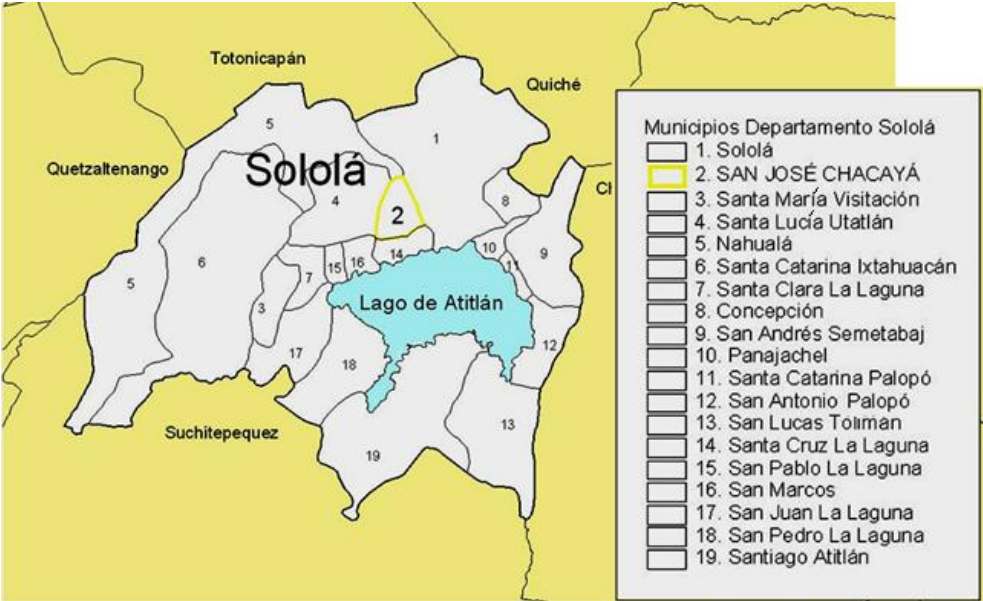 Totonicapán
Quiché
Quetzaltenango
Sololá
Suchitepequez
Lago de Atitlán
5
1
4
2
8
6
5
7
15
16
14
10
11
9
3
17
18
12
13
19
Municipios Departamento Sololá
1. Sololá
2. SAN JOSÉ CHACAYÁ
3. Santa María Visitación
4. Santa Lucía Utatlán
5. Nahualá
6. Santa Catarina Ixtahuacán
7. Santa Clara La Laguna
8. Concepción
9. San Andrés Semetabaj
10. Panajachel
11. Santa Catarina Palopó
12. San Antonio Palopó
13. San Lucas Tólimán
14. Santa Cruz La Laguna
15. San Pablo La Laguna
16. San Marcos
17. San Juan La Laguna
18. San Pedro La Laguna
19. Santiago Atitlán